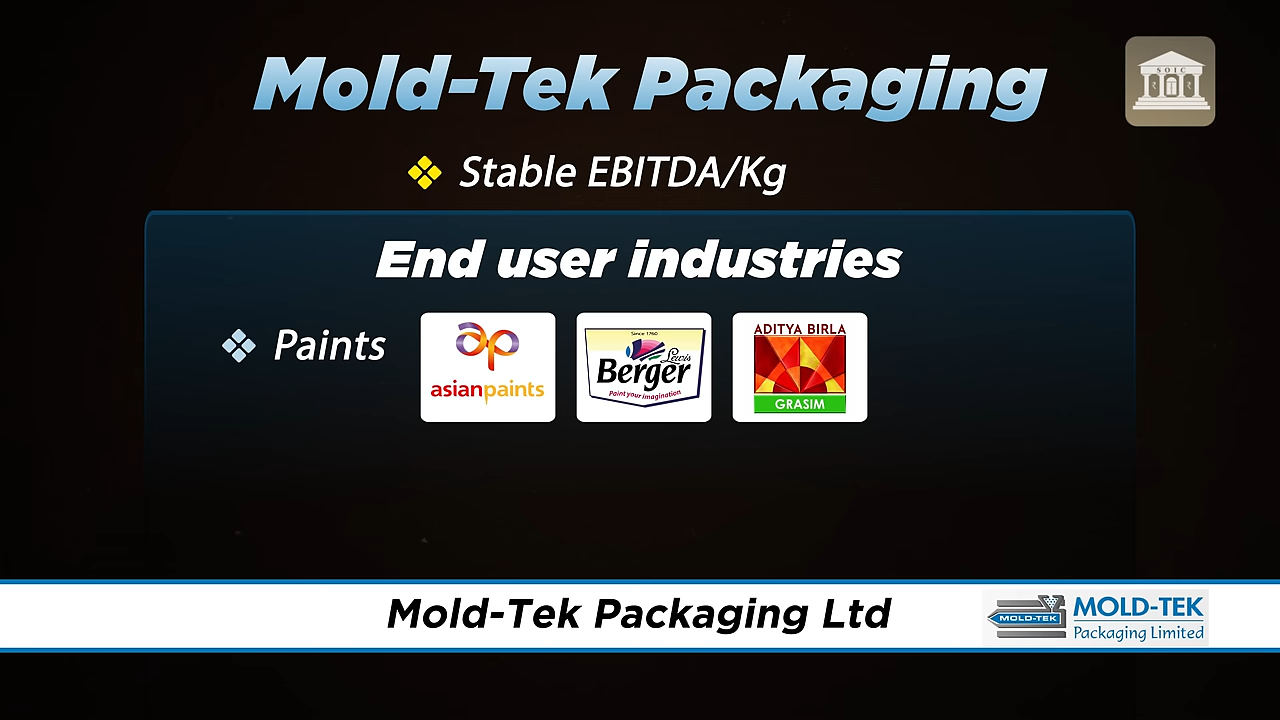 Mold-Tek Packaging
SOIC
Stable EBITDA/Kg
End user industries
Paints
asianpaints
Since 1760
Lewis
Berger
Paint your imagination
ADITYA BIRLA
GRASIM
Mold-Tek Packaging Ltd
MOLD-TEK
MOLD-TEK
Packaging Limited